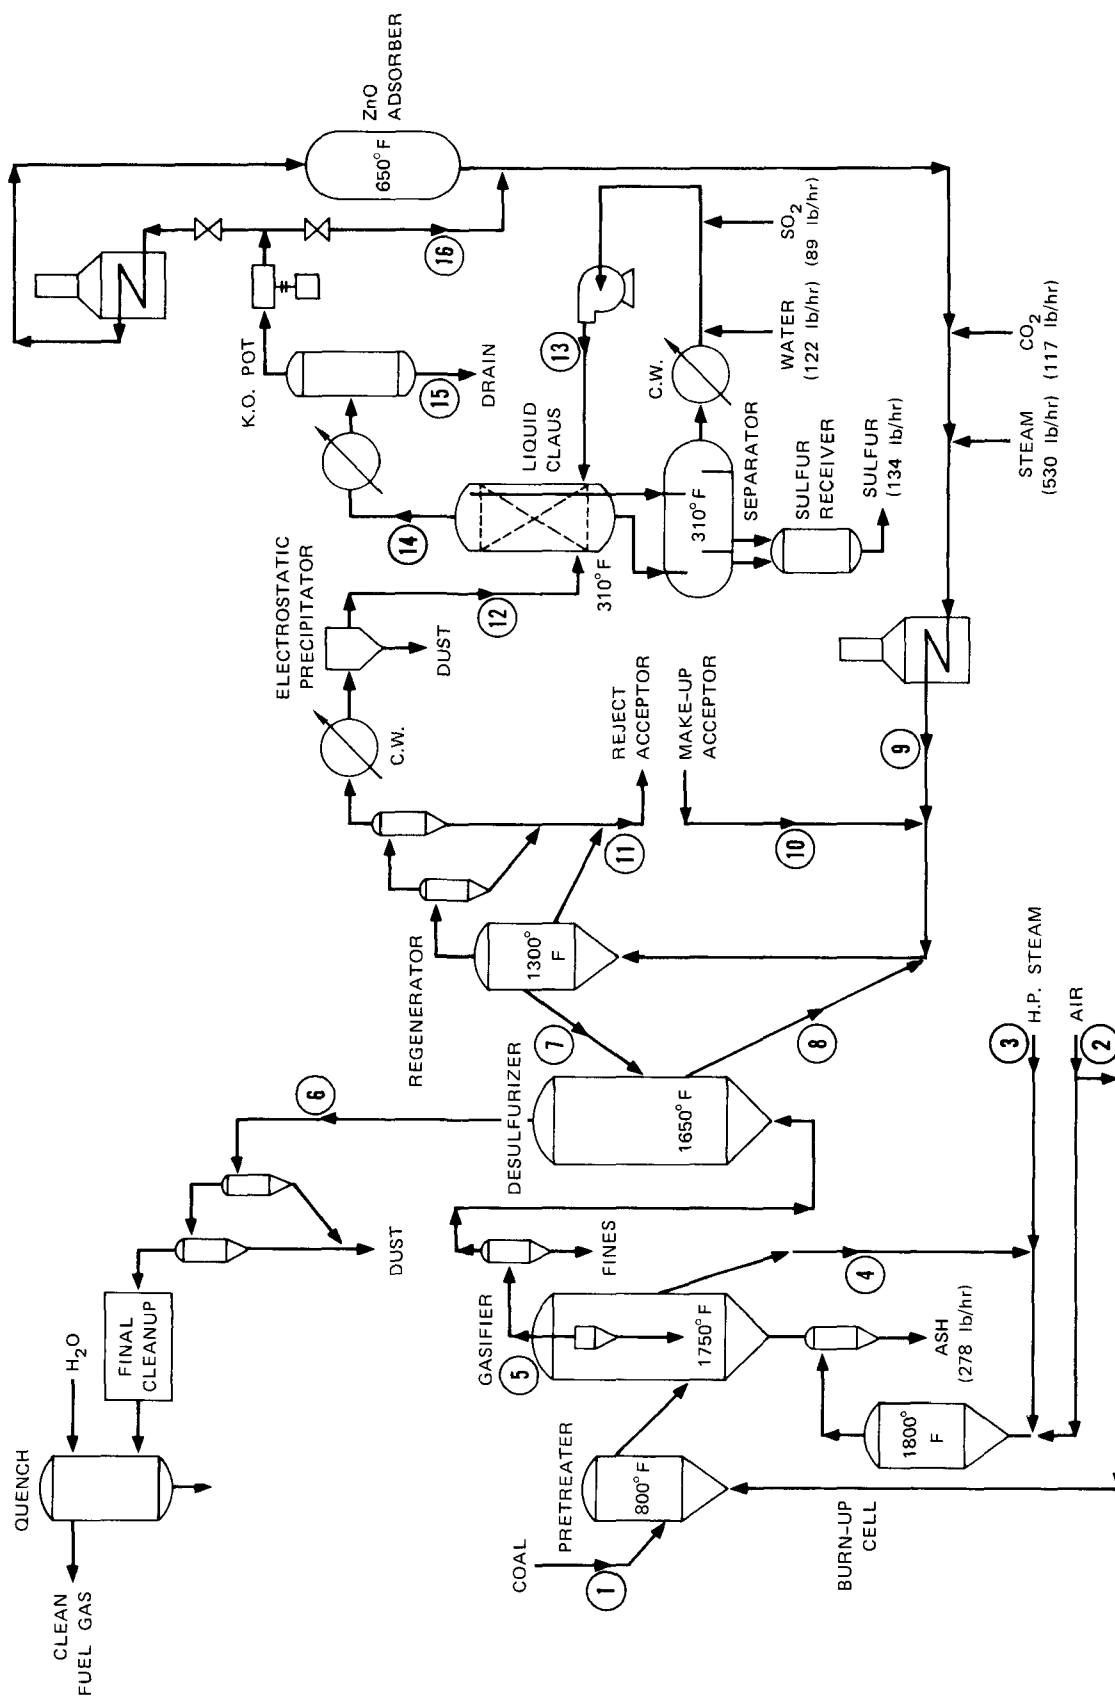 CLEAN
FUEL GAS
QUENCH
H2O
FINAL
CLEANUP
DUST
COAL
1
PRETREATER
800°F
BURN-UP
CELL
1800°
F
GASIFIER
5
1750°F
FINES
ASH
(278 lb/hr)
4
DESULFURIZER
1650°F
6
7
8
3
H.P. STEAM
AIR
2
REGENERATOR
1300°
F
11
REJECT
ACCEPTOR
MAKE-UP
ACCEPTOR
10
9
C.W.
ELECTROSTATIC
PRECIPITATOR
DUST
12
14
310°F
LIQUID
CLAUS
13
310°F
SEPARATOR
SULFUR
RECEIVER
SULFUR
(134 lb/hr)
C.W.
WATER
(122 lb/hr)
SO2
(89 lb/hr)
K.O. POT
15
DRAIN
16
650°F
ZnO
ADSORBER
STEAM
(530 lb/hr)
CO2
(117 lb/hr)